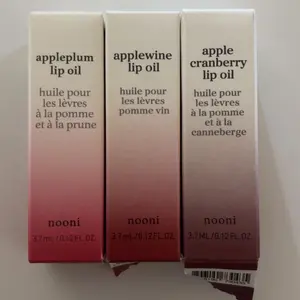 appleplum
lip oil
huile pour
les lèvres
à la pomme
et à la prune
nooni
3.7 mL / 0.12 FL. OZ.
applewine
lip oil
huile pour
les lèvres
pomme vin
nooni
3.7 mL / 0.12 FL. OZ.
apple
cranberry
lip oil
huile pour
les lèvres
à la pomme
et à la
canneberge
nooni
3.7 ML / 0.12 FL. OZ.